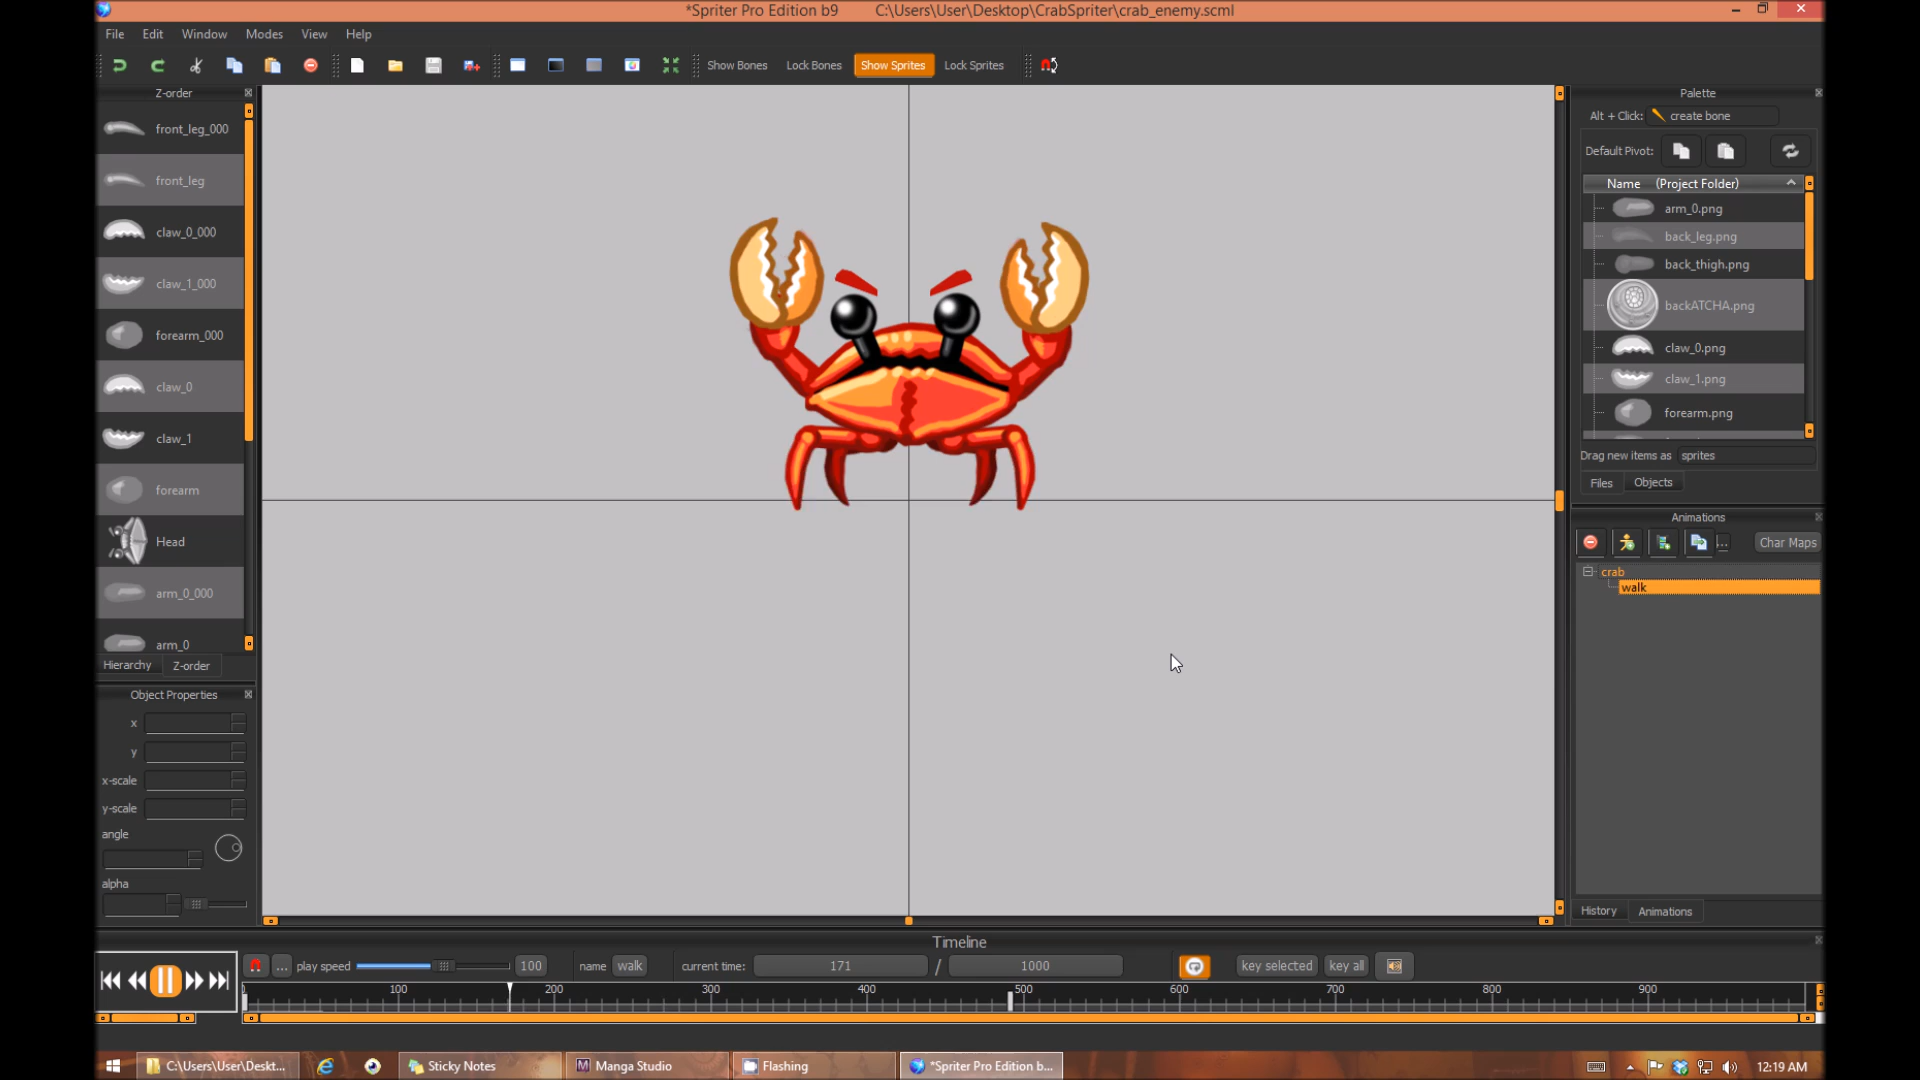 *Spriter Pro Edition b9 C:\Users\User\Desktop\CrabSpriter\crab_enemy.scml
File Edit Window Modes View Help
Show Bones Lock Bones Show Sprites Lock Sprites
Z-order
front_leg_000
front_leg
claw_0_000
claw_1_000
forearm_000
claw_0
claw_1
forearm
Head
arm_0_000
arm_0
Hierarchy Z-order
Object Properties
x
y
x-scale
y-scale
angle
alpha
Palette
Alt + Click: create bone
Default Pivot:
Name (Project Folder)
arm_0.png
back_leg.png
back_thigh.png
backATCHA.png
claw_0.png
claw_1.png
forearm.png
Drag new items as sprites
Files Objects
Animations
... Char Maps
crab
walk
History Animations
Timeline
... play speed 100 name walk current time: 171 / 1000 key selected key all
100 200 300 400 500 600 700 800 900
C:\Users\User\Deskt... Sticky Notes Manga Studio Flashing *Spriter Pro Edition b... 12:19 AM